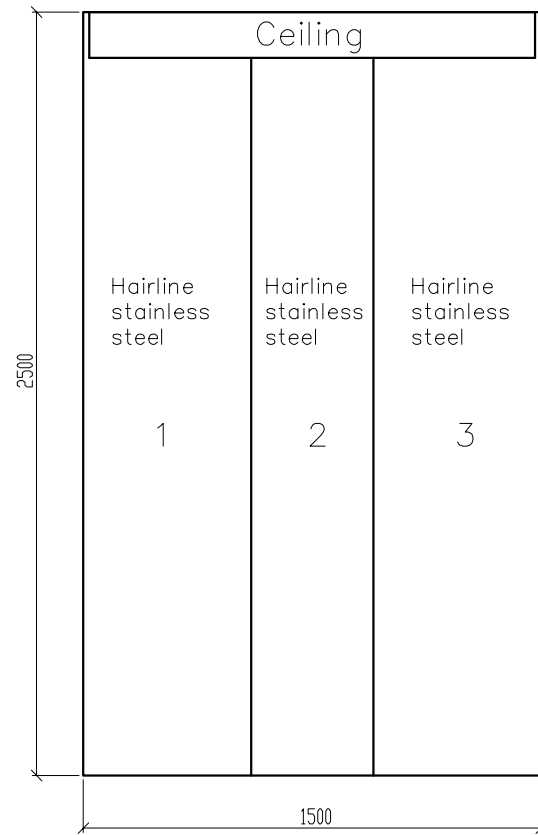 Ceiling
Hairline
stainless
steel
1
Hairline
stainless
steel
2
Hairline
stainless
steel
3
2500
1500